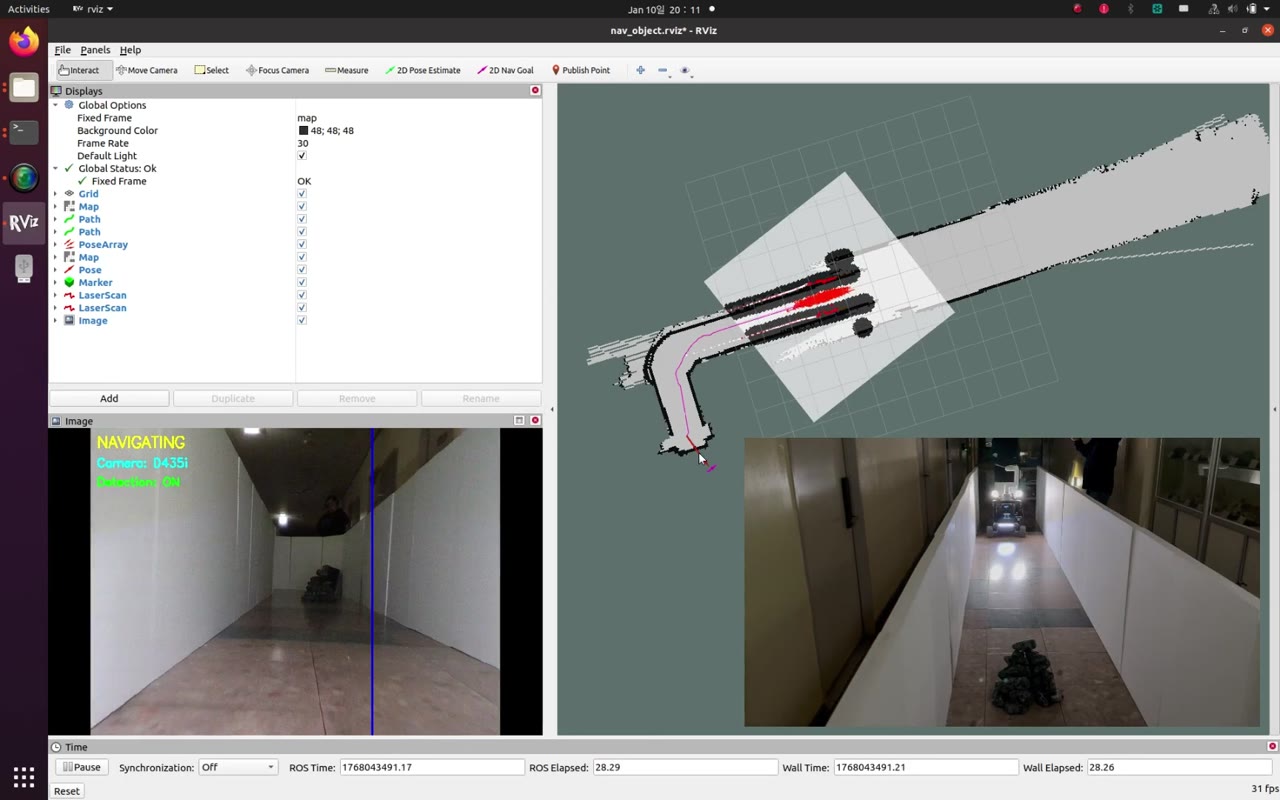 Activities
rviz
Jan 10일 20 : 11
nav_object.rviz* - RViz
File Panels Help
Interact Move Camera Select Focus Camera Measure 2D Pose Estimate 2D Nav Goal Publish Point
Displays
Global Options
Fixed Frame map
Background Color 48; 48; 48
Frame Rate 30
Default Light
Global Status: Ok
Fixed Frame OK
Grid
Map
Path
Path
PoseArray
Map
Pose
Marker
LaserScan
LaserScan
Image
Add Duplicate Remove Rename
Image
NAVIGATING
Camera: D435i
Detection: ON
RViz
Time
Pause Synchronization: Off ROS Time: 1768043491.17 ROS Elapsed: 28.29 Wall Time: 1768043491.21 Wall Elapsed: 28.26
Reset 31 fps